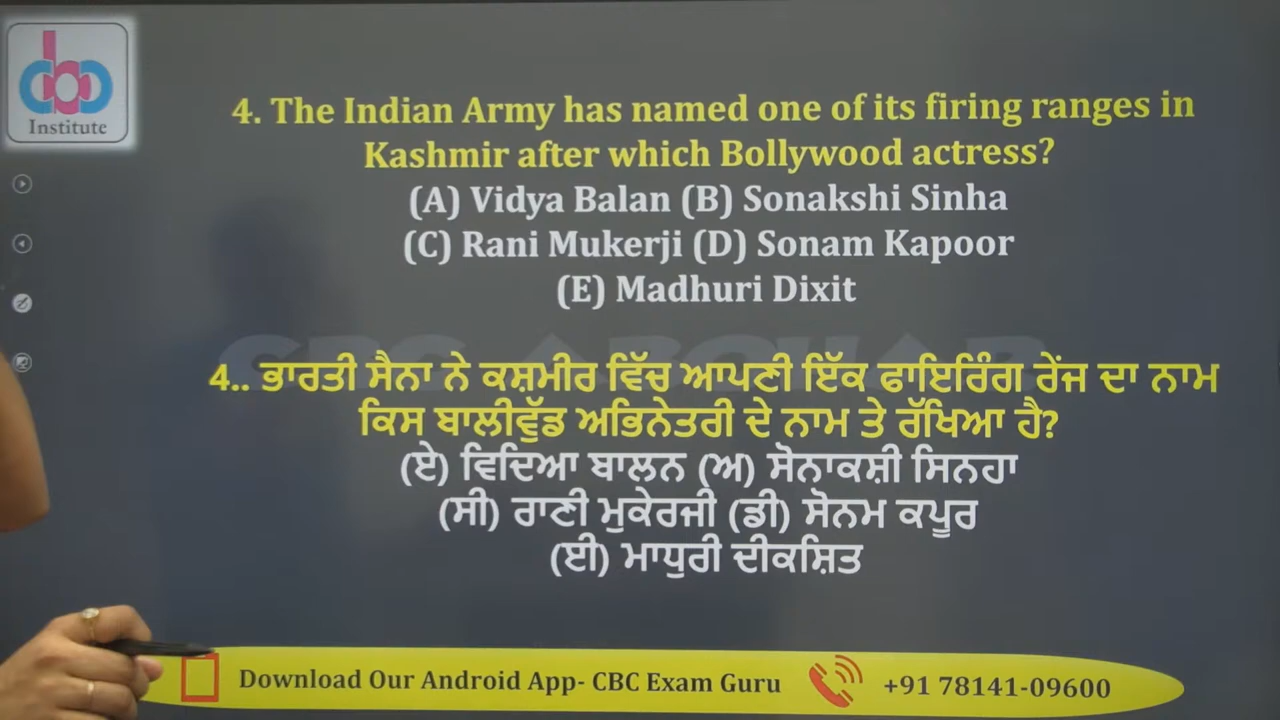 Institute
4. The Indian Army has named one of its firing ranges in
Kashmir after which Bollywood actress?
(A) Vidya Balan (B) Sonakshi Sinha
(C) Rani Mukerji (D) Sonam Kapoor
(E) Madhuri Dixit
CBC ABOHAR
4.. ਭਾਰਤੀ ਸੈਨਾ ਨੇ ਕਸ਼ਮੀਰ ਵਿੱਚ ਆਪਣੀ ਇੱਕ ਫਾਇਰਿੰਗ ਰੇਂਜ ਦਾ ਨਾਮ
ਕਿਸ ਬਾਲੀਵੁੱਡ ਅਭਿਨੇਤਰੀ ਦੇ ਨਾਮ ਤੇ ਰੱਖਿਆ ਹੈ?
(ਏ) ਵਿਦਿਆ ਬਾਲਨ (ਅ) ਸੋਨਾਕਸ਼ੀ ਸਿਨਹਾ
(ਸੀ) ਰਾਣੀ ਮੁਕੇਰਜੀ (ਡੀ) ਸੋਨਮ ਕਪੂਰ
(ਈ) ਮਾਧੁਰੀ ਦੀਕਸ਼ਿਤ
Download Our Android App- CBC Exam Guru +91 78141-09600